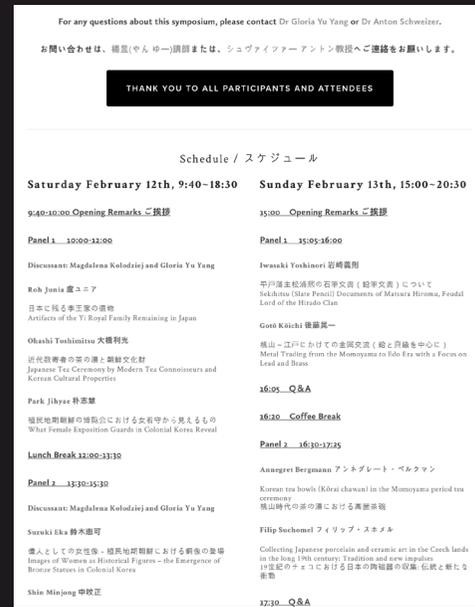 For any questions about this symposium, please contact Dr Gloria Yu Yang or Dr Anton Schweizer.
お問い合わせは、楊昱(やん ゆー)講師または、シュヴァイツァー アントン教授へご連絡をお願いします。
THANK YOU TO ALL PARTICIPANTS AND ATTENDEES
Schedule / スケジュール
Saturday February 12th, 9:40~18:30
9:40-10:00 Opening Remarks ご挨拶
Panel 1 10:00-12:00
Discussant: Magdalena Kolodziej and Gloria Yu Yang
Roh Junia 盧ユニア
日本に残る李王家の遺物
Artifacts of the Yi Royal Family Remaining in Japan
Ohashi Toshimitsu 大橋利光
近代数寄者の茶の湯と朝鮮文化財
Japanese Tea Ceremony by Modern Tea Connoisseurs and
Korean Cultural Properties
Park Jihyae 朴志慧
植民地期朝鮮の博覧会における女看守から見えるもの
What Female Exposition Guards in Colonial Korea Reveal
Lunch Break 12:00-13:30
Panel 2 13:30-15:30
Discussant: Magdalena Kolodziej and Gloria Yu Yang
Suzuki Eka 鈴木恵可
偉人としての女性像 - 植民地期朝鮮における銅像の登場
Images of Women as Historical Figures – the Emergence of
Bronze Statues in Colonial Korea
Shin Minjong 申旼正
Sunday February 13th, 15:00~20:30
15:00 Opening Remarks ご挨拶
Panel 1 15:05-16:00
Iwasaki Yoshinori 岩崎義則
平戸藩主松浦熈の石筆文書（鉛筆文書）について
Sekihitsu (Slate Pencil) Documents of Matsura Hiromu, Feudal
Lord of the Hirado Clan
Gotō Kōichi 後藤晃一
桃山～江戸にかけての金属交流（鉛と真鍮を中心に）
Metal Trading from the Momoyama to Edo Era with a Focus on
Lead and Brass
16:05 Q&A
16:20 Coffee Break
Panel 2 16:30-17:25
Annegret Bergmann アンネグレート・ベルクマン
Korean tea bowls (Kōrai chawan) in the Momoyama period tea
ceremony
桃山時代の茶の湯における高麗茶碗
Filip Suchomel フィリップ・スホメル
Collecting Japanese porcelain and ceramic art in the Czech lands
in the long 19th century: Tradition and new impulses
19世紀のチェコにおける日本の陶磁器の収集: 伝統と新たな
衝動
17:30 Q&A